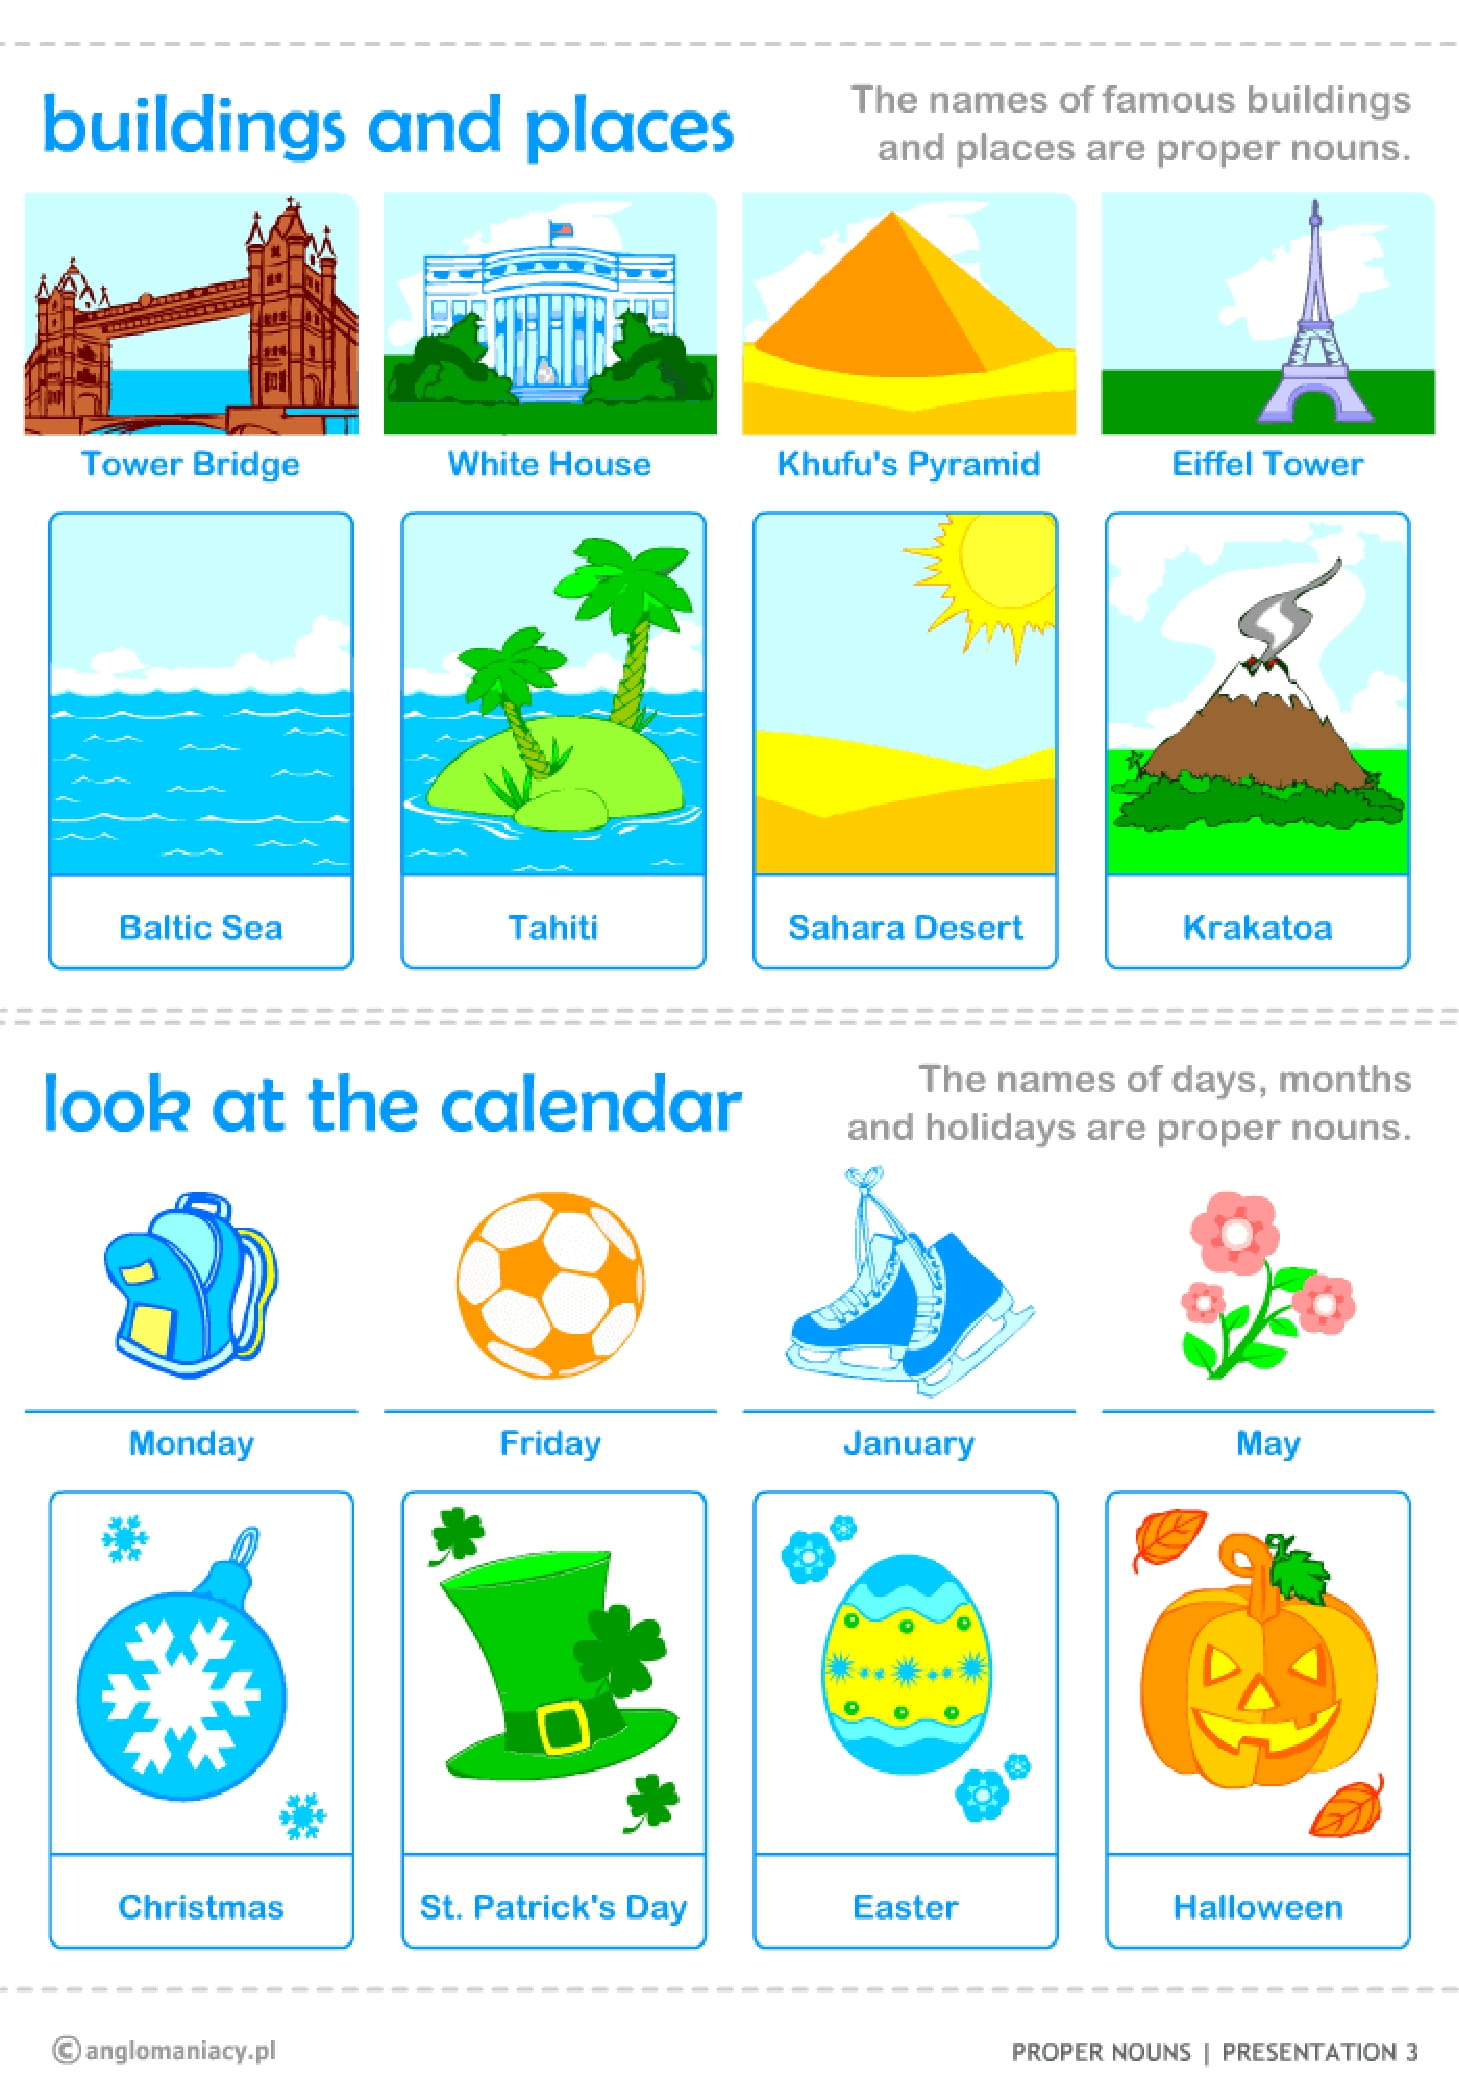 buildings and places
The names of famous buildings
and places are proper nouns.
Tower Bridge
White House
Khufu's Pyramid
Eiffel Tower
Baltic Sea
Tahiti
Sahara Desert
Krakatoa
look at the calendar
The names of days, months
and holidays are proper nouns.
Monday
Friday
January
May
Christmas
St. Patrick's Day
Easter
Halloween
©anglomaniacy.pl
PROPER NOUNS | PRESENTATION 3